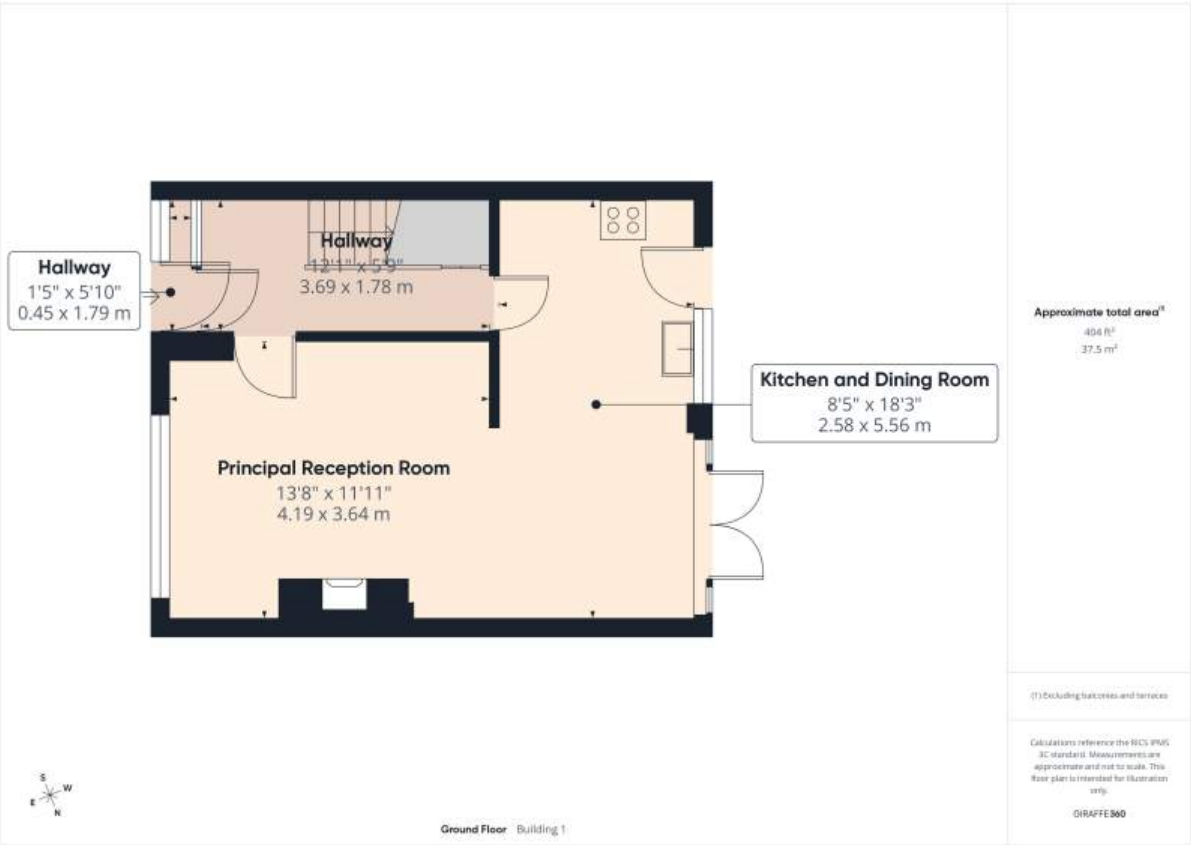 Hallway
1'5" x 5'10"
0.45 x 1.79 m
Hallway
12'1" x 5'9"
3.69 x 1.78 m
Kitchen and Dining Room
8'5" x 18'3"
2.58 x 5.56 m
Principal Reception Room
13'8" x 11'11"
4.19 x 3.64 m
Approximate total area⁽¹⁾
404 ft²
37.5 m²
(1) Excluding balconies and terraces
Calculations reference the RICS IPMS
3C standard. Measurements are
approximate and not to scale. This
floor plan is intended for illustration
only.
GIRAFFE360
S
W
E
N
Ground Floor Building 1